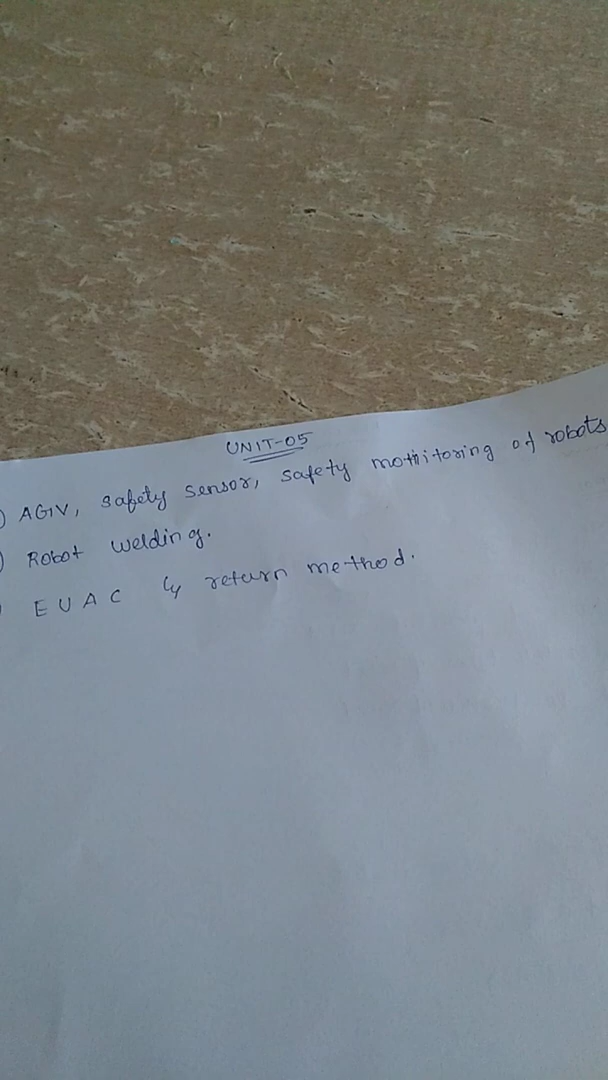 UNIT-05
) AGV, safety sensor, safety monitoring of robots
) Robot welding.
EUAC & return method.